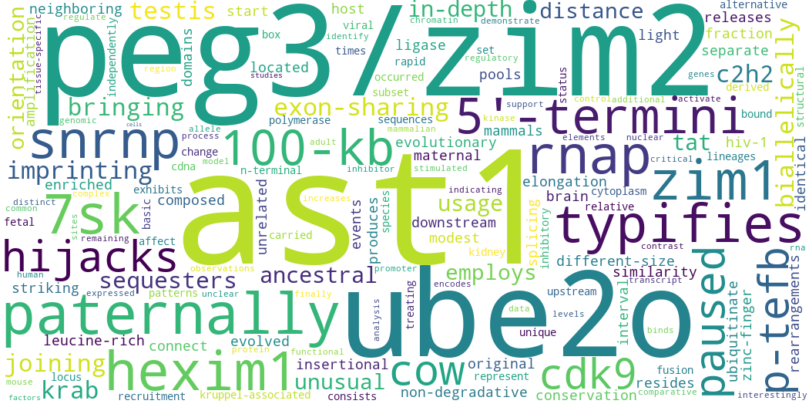 neighboring testis start host in-depth distance releases alternative
regulate chromatin demonstrate
tissue-specific viral identify
orientation amplification independently domains box times ligase light fraction
peg3/zim2
region located rapid set regulatory separate genes c2h2 biallelically structural
studies occurred subset pools status derived
bringing exon-sharing 5'-termini
genomic polymerase sequences kinase support control additional activate bound
snrnp cells process allele adult mammalian evolutionary rnap mammals tat hiv-1
change 100-kb elements nuclear critical lineages identical
imprinting cdna model n-terminal inhibitor stimulated maternal elongation cytoplasm zim1
enriched exhibits increases indicating brain relative
7sk ast1 usage
distinct complex composed unrelated events produces species downstream splicing inhibitory typifies
common sites basic carried modest
fetal remaining affect observations promoter kidney contrast rna
hijacks ancestral encodes employs different-size similarity transcript
human sequesters
striking expressed patterns unclear analysis treating data upstream interval paused ubiquitinate zinc-finger p-tefb rearrangements
paternally ube2o
leucine-rich evolved finally levels unique resides
joining connect protein insertional original binds
mouse locus functional hexim1 unusual cow represent cdk9 fusion
krab kruppel-associated non-degradative conservation comparative
factors recruitment consists interestingly